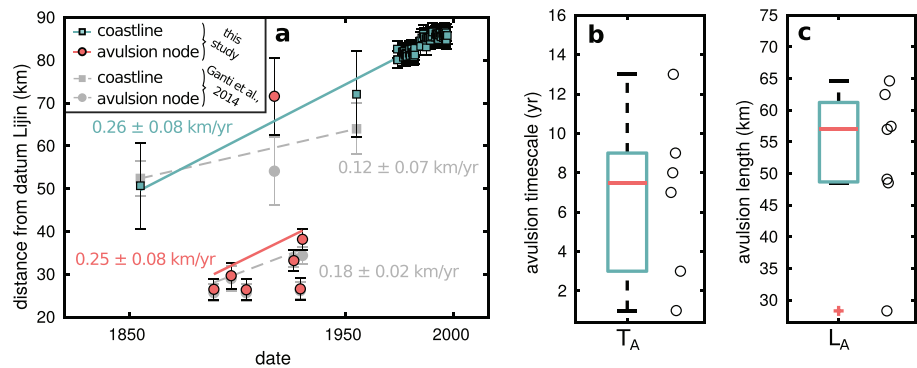 a
coastline
avulsion node
this study
coastline
avulsion node
Ganti et al., 2014
0.26 ± 0.08 km/yr
0.12 ± 0.07 km/yr
0.25 ± 0.08 km/yr
0.18 ± 0.02 km/yr
distance from datum Lijin (km)
90
80
70
60
50
40
30
20
1850
1950
2000
date
b
avulsion timescale (yr)
16
14
12
10
8
6
4
2
T_A
c
avulsion length (km)
75
70
65
60
55
50
45
40
35
30
L_A